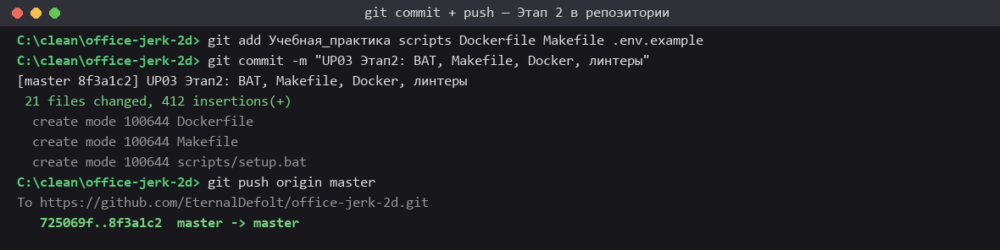 git commit + push — Этап 2 в репозитории
C:\clean\office-jerk-2d> git add Учебная_практика scripts Dockerfile Makefile .env.example
C:\clean\office-jerk-2d> git commit -m "UP03 Этап2: BAT, Makefile, Docker, линтеры"
[master 8f3a1c2] UP03 Этап2: BAT, Makefile, Docker, линтеры
21 files changed, 412 insertions(+)
create mode 100644 Dockerfile
create mode 100644 Makefile
create mode 100644 scripts/setup.bat
C:\clean\office-jerk-2d> git push origin master
To https://github.com/EternalDefolt/office-jerk-2d.git
725069f..8f3a1c2  master -> master